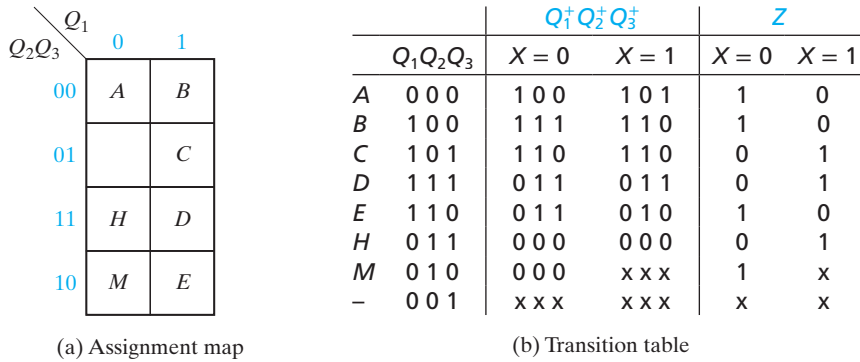 Q₁
Q₂Q₃
0 1
00 A B
01 C
11 H D
10 M E
(a) Assignment map
Q₁⁺Q₂⁺Q₃⁺ Z
Q₁Q₂Q₃ X = 0 X = 1 X = 0 X = 1
A 0 0 0 1 0 0 1 0 1 1 0
B 1 0 0 1 1 1 1 1 0 1 0
C 1 0 1 1 1 0 1 1 0 0 1
D 1 1 1 0 1 1 0 1 1 0 1
E 1 1 0 0 1 1 0 1 0 1 0
H 0 1 1 0 0 0 0 0 0 0 1
M 0 1 0 0 0 0 x x x 1 x
– 0 0 1 x x x x x x x x
(b) Transition table